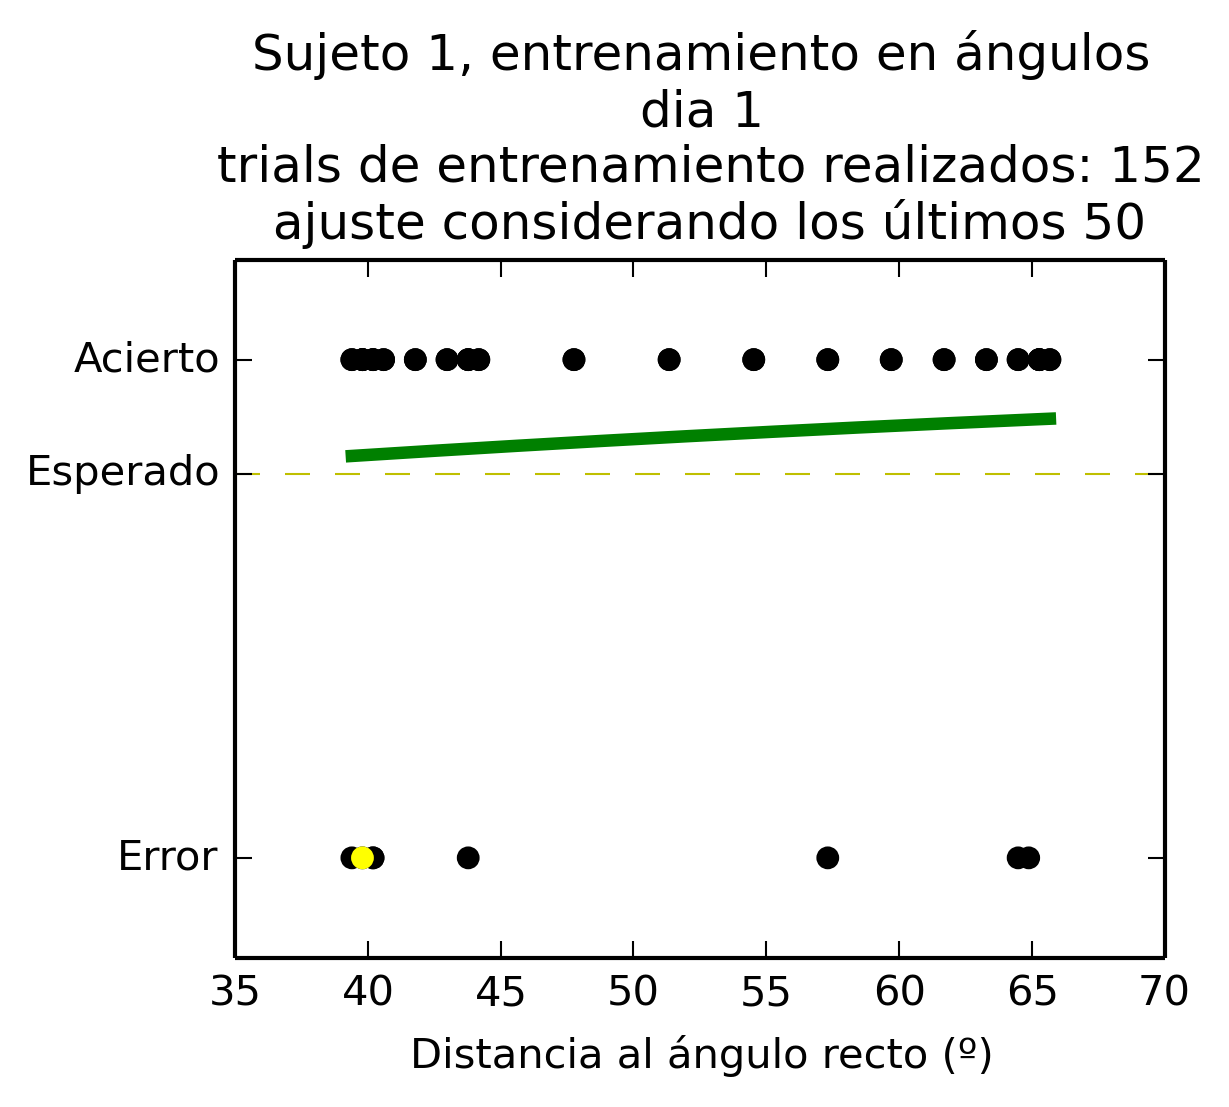 Sujeto 1, entrenamiento en ángulos
dia 1
trials de entrenamiento realizados: 152
ajuste considerando los últimos 50
Acierto
Esperado
Error
35 40 45 50 55 60 65 70
Distancia al ángulo recto (º)